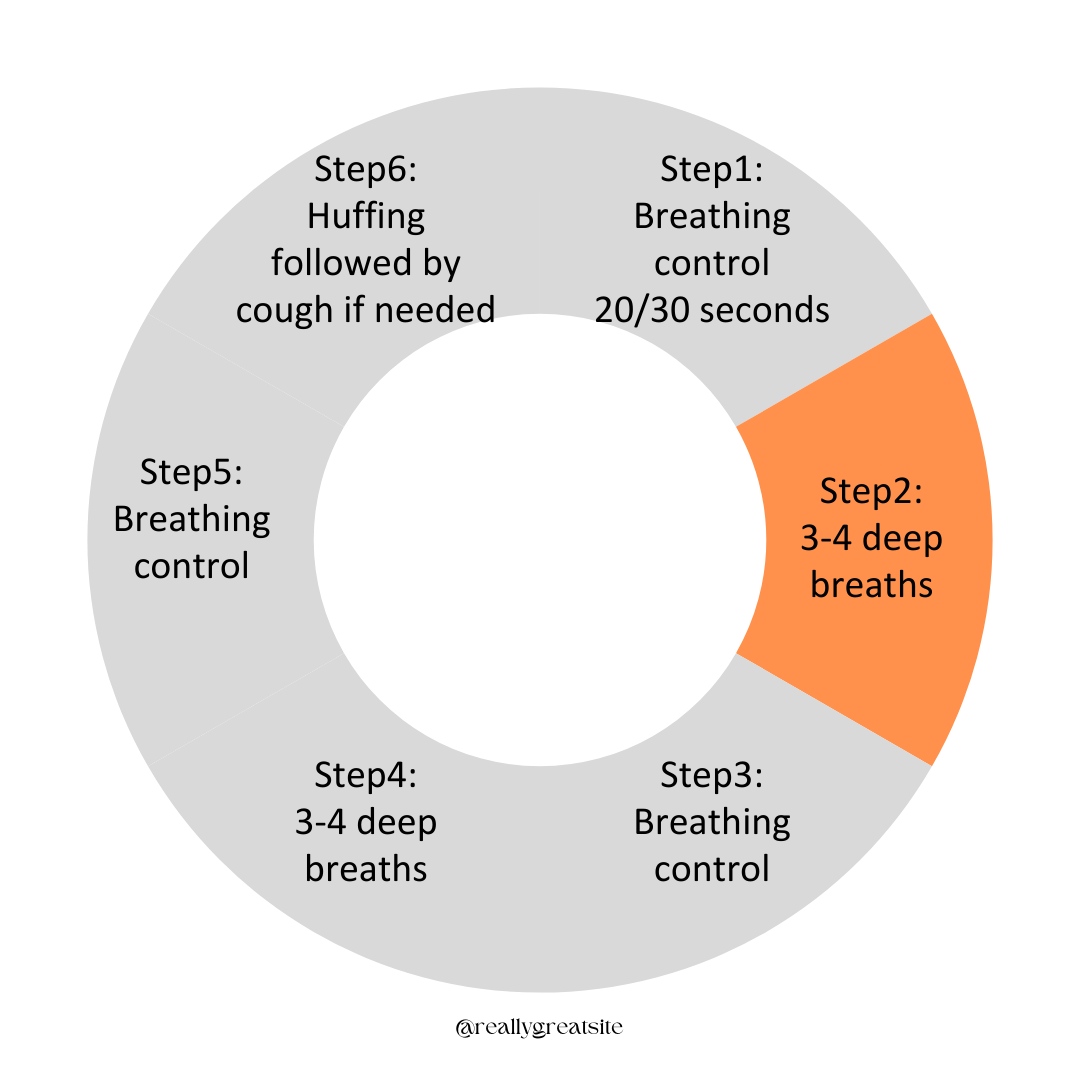 Step1:
Breathing
control
20/30 seconds
Step2:
3-4 deep
breaths
Step3:
Breathing
control
Step4:
3-4 deep
breaths
Step5:
Breathing
control
Step6:
Huffing
followed by
cough if needed
@reallygreatsite